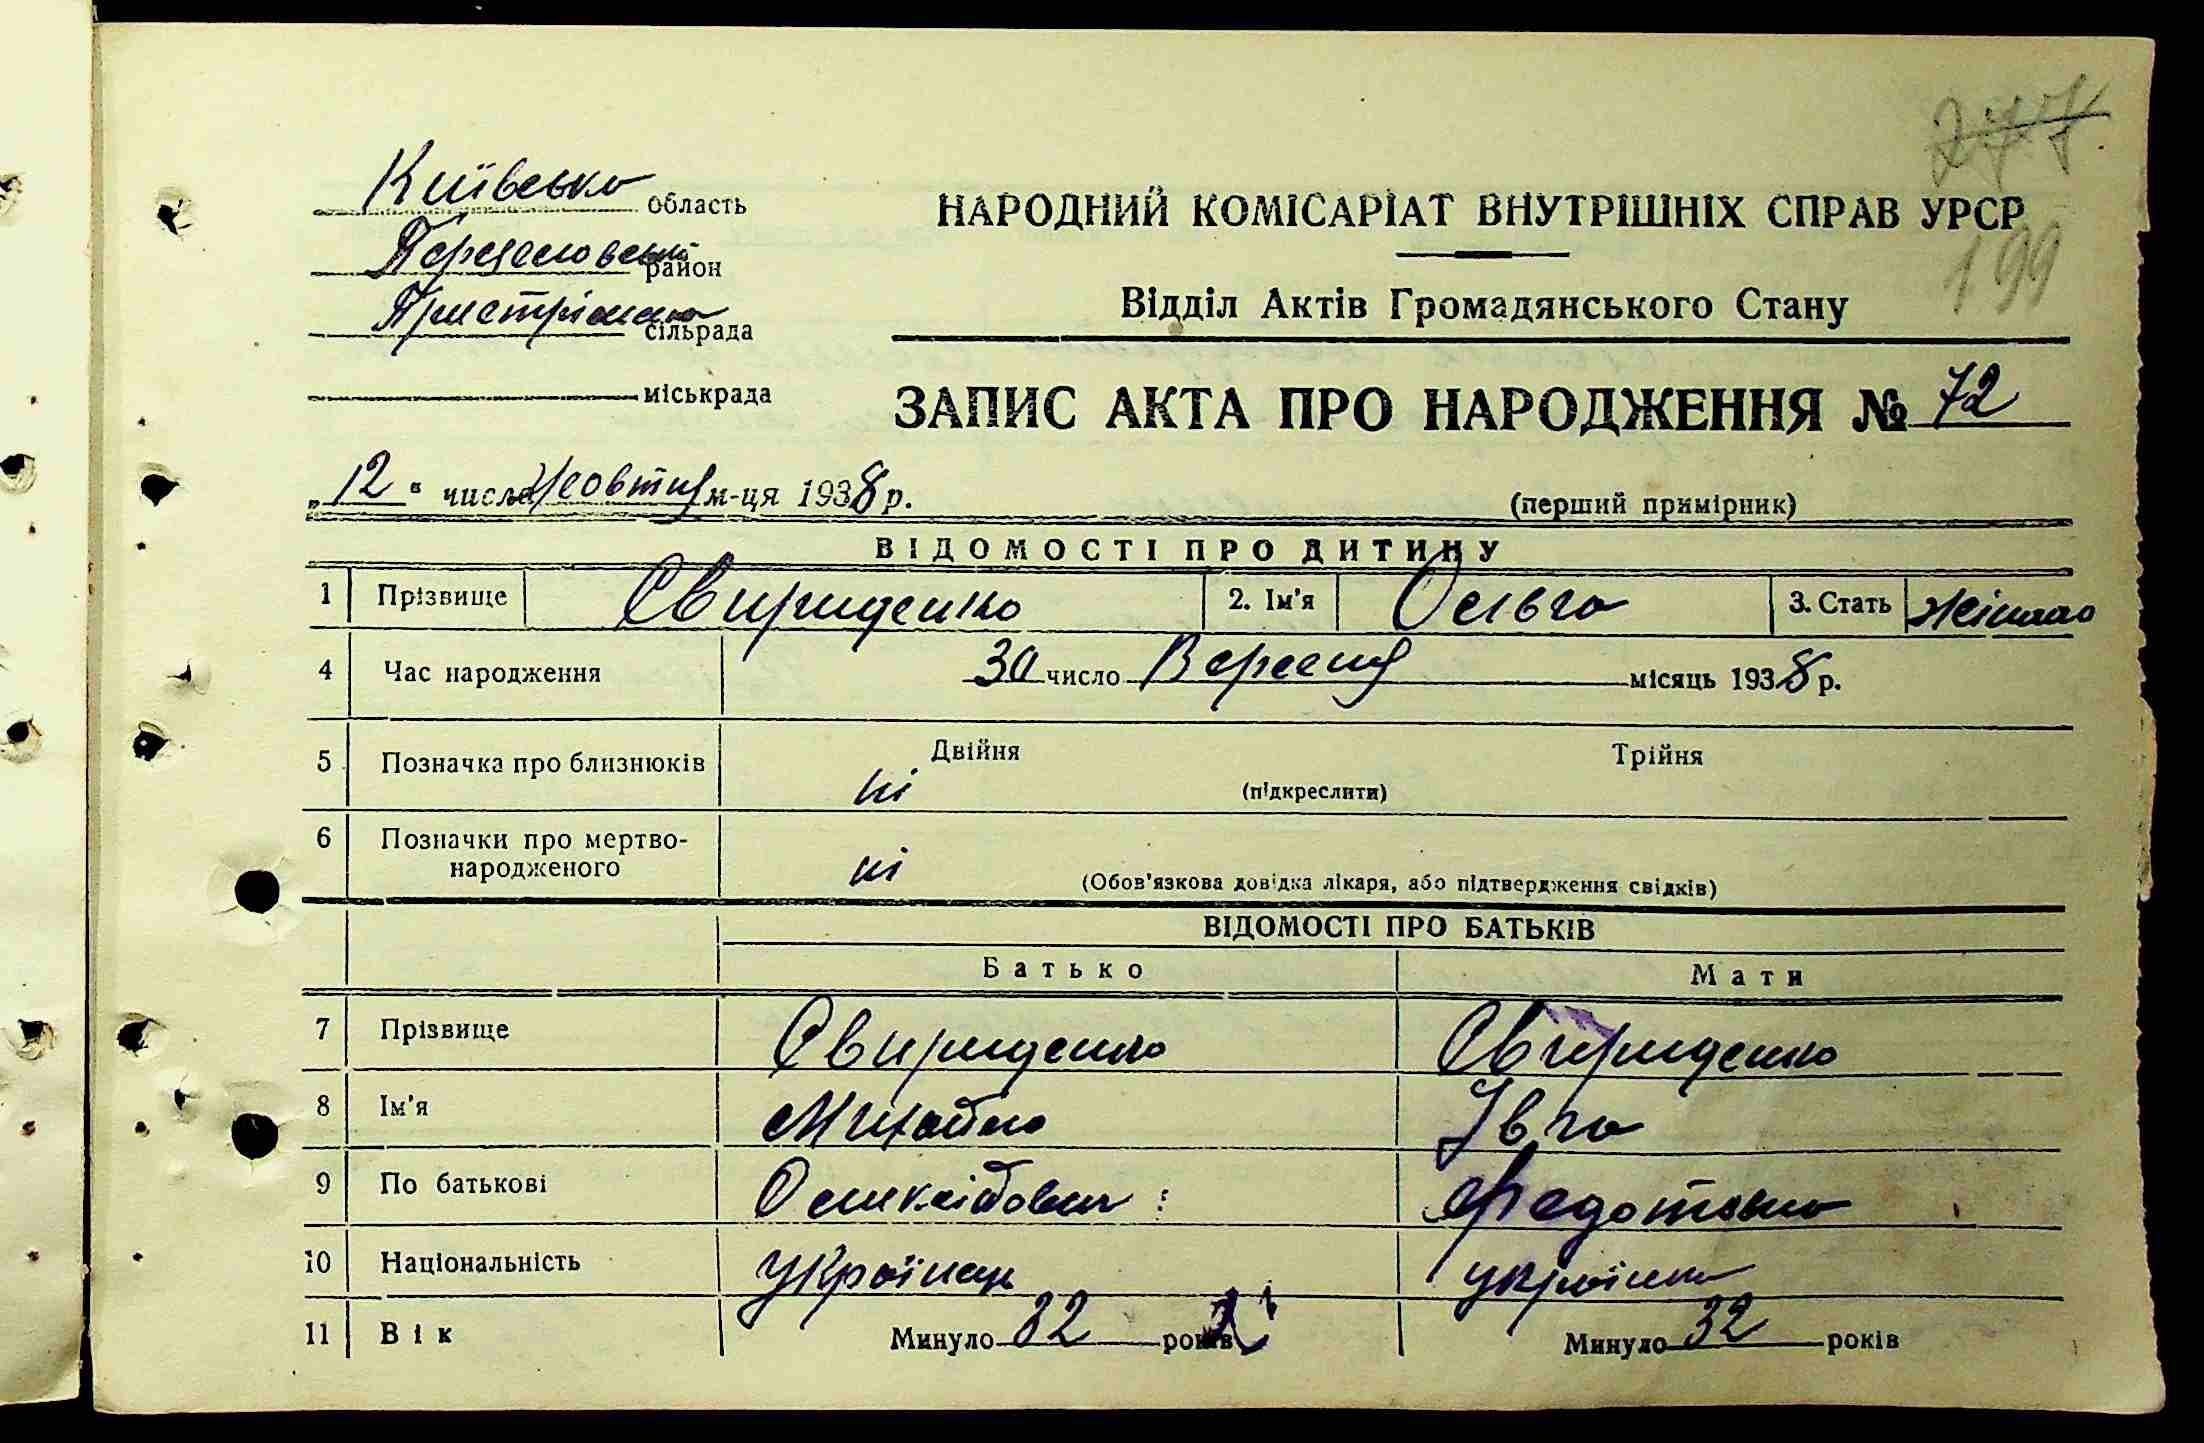 277
Київська область
НАРОДНИЙ КОМІСАРІАТ ВНУТРІШНІХ СПРАВ УРСР
199
Переяславський район
Відділ Актів Громадянського Стану
сільрада
міськрада
ЗАПИС АКТА ПРО НАРОДЖЕННЯ № 72
„12“ числа жовтня м-ця 1938 р.
(перший примірник)
ВІДОМОСТІ ПРО ДИТИНУ
1 Прізвище Свириденко 2. Ім'я Ольга 3. Стать жіноча
4 Час народження 30 число Вересня місяць 1938 р.
5 Позначка про близнюків ні Двійня Трійня
(підкреслити)
6 Позначки про мертво-
народженого ні
(Обов'язкова довідка лікаря, або підтвердження свідків)
ВІДОМОСТІ ПРО БАТЬКІВ
Батько Мати
7 Прізвище Свириденко Свириденко
8 Ім'я Михайло Івга
9 По батькові Федотовна
10 Національність українець українка
11 Вік Минуло 32 років Минуло 32 років